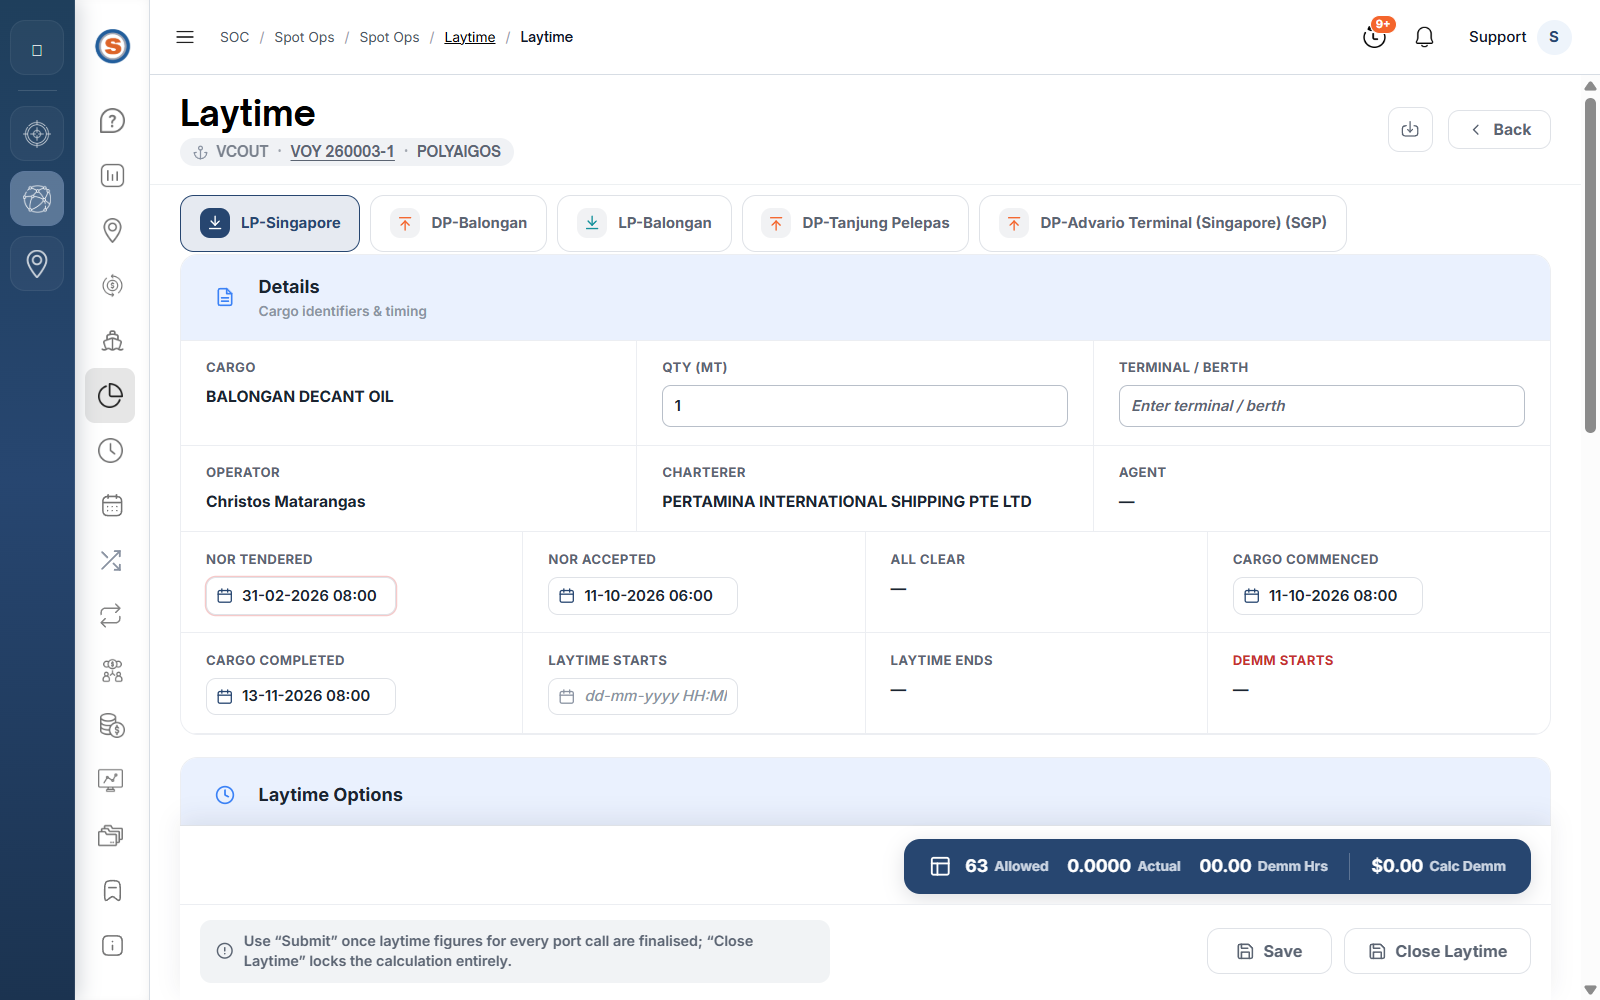 SOC / Spot Ops / Spot Ops / Laytime / Laytime
9+
Support S
S
Laytime
VCOUT · VOY 260003-1 · POLYAIGOS
Back
LP-Singapore
DP-Balongan
LP-Balongan
DP-Tanjung Pelepas
DP-Advario Terminal (Singapore) (SGP)
Details
Cargo identifiers & timing
CARGO
BALONGAN DECANT OIL
QTY (MT)
1
TERMINAL / BERTH
Enter terminal / berth
OPERATOR
Christos Matarangas
CHARTERER
PERTAMINA INTERNATIONAL SHIPPING PTE LTD
AGENT
—
NOR TENDERED
31-02-2026 08:00
NOR ACCEPTED
11-10-2026 06:00
ALL CLEAR
—
CARGO COMMENCED
11-10-2026 08:00
CARGO COMPLETED
13-11-2026 08:00
LAYTIME STARTS
dd-mm-yyyy HH:MI
LAYTIME ENDS
—
DEMM STARTS
—
Laytime Options
63 Allowed 0.0000 Actual 00.00 Demm Hrs $0.00 Calc Demm
Use “Submit” once laytime figures for every port call are finalised; “Close
Laytime” locks the calculation entirely.
Save
Close Laytime